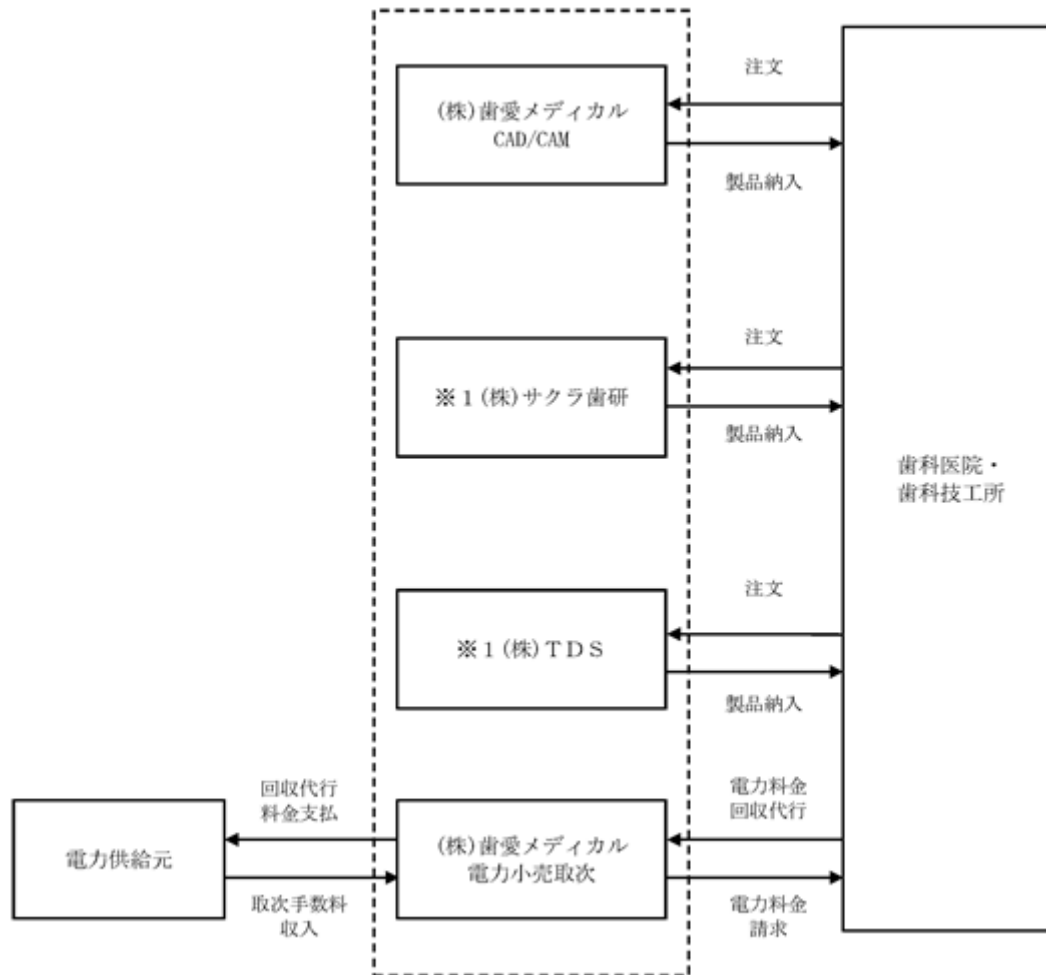 注文
(株)歯愛メディカル
CAD/CAM
製品納入
注文
※１(株)サクラ歯研
製品納入
歯科医院・
歯科技工所
注文
※１(株)ＴＤＳ
製品納入
回収代行
料金支払
電力料金
回収代行
電力供給元
(株)歯愛メディカル
電力小売取次
取次手数料
収入
電力料金
請求